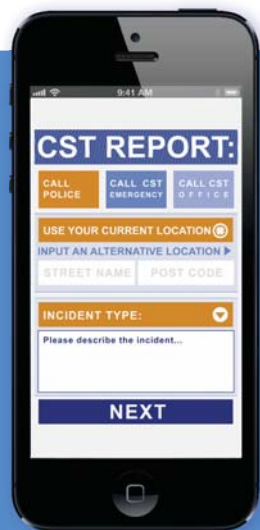 9:41 AM
CST REPORT:
CALL POLICE
CALL CST EMERGENCY
CALL CST OFFICE
USE YOUR CURRENT LOCATION
INPUT AN ALTERNATIVE LOCATION
STREET NAME POST CODE
INCIDENT TYPE:
Please describe the incident...
NEXT